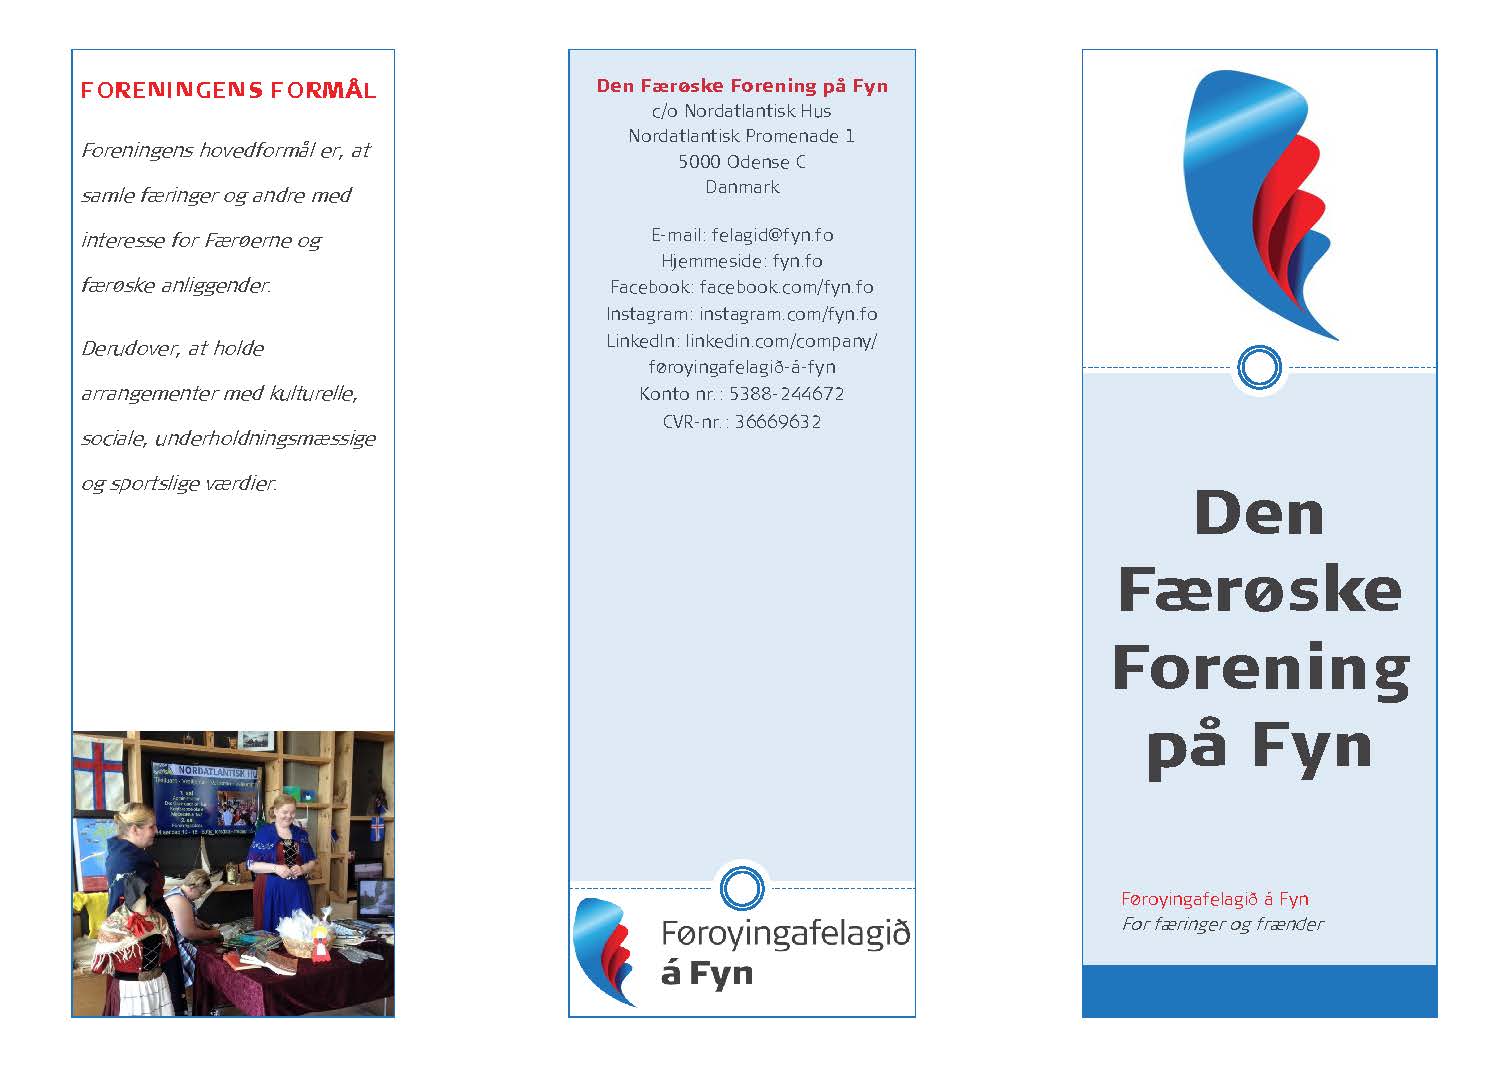 FORENINGENS FORMÅL
Foreningens hovedformål er, at
samle færinger og andre med
interesse for Færøerne og
færøske anliggender.
Derudover, at holde
arrangementer med kulturelle,
sociale, underholdningsmæssige
og sportslige værdier.
NORDATLANTISK HU
Den Færøske Forening på Fyn
c/o Nordatlantisk Hus
Nordatlantisk Promenade 1
5000 Odense C
Danmark
E-mail: felagid@fyn.fo
Hjemmeside: fyn.fo
Facebook: facebook.com/fyn.fo
Instagram: instagram.com/fyn.fo
LinkedIn: linkedin.com/company/
føroyingafelagið-á-fyn
Konto nr.: 5388-244672
CVR-nr.: 36669632
Føroyingafelagið
á Fyn
Den
Færøske
Forening
på Fyn
Føroyingafelagið á Fyn
For færinger og frænder